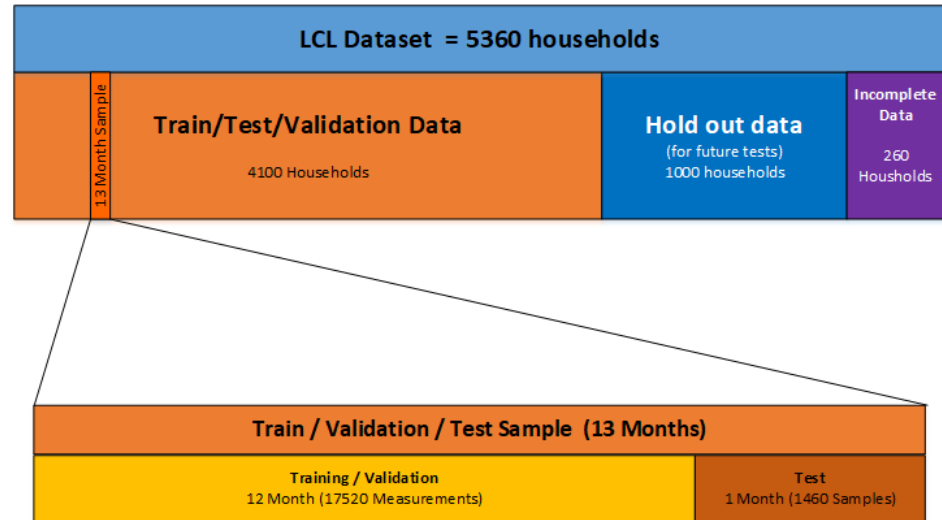 LCL Dataset = 5360 households
13 Month Sample
Train/Test/Validation Data
4100 Households
Hold out data
(for future tests)
1000 households
Incomplete
Data
260
Housholds
Train / Validation / Test Sample (13 Months)
Training / Validation
12 Month (17520 Measurements)
Test
1 Month (1460 Samples)